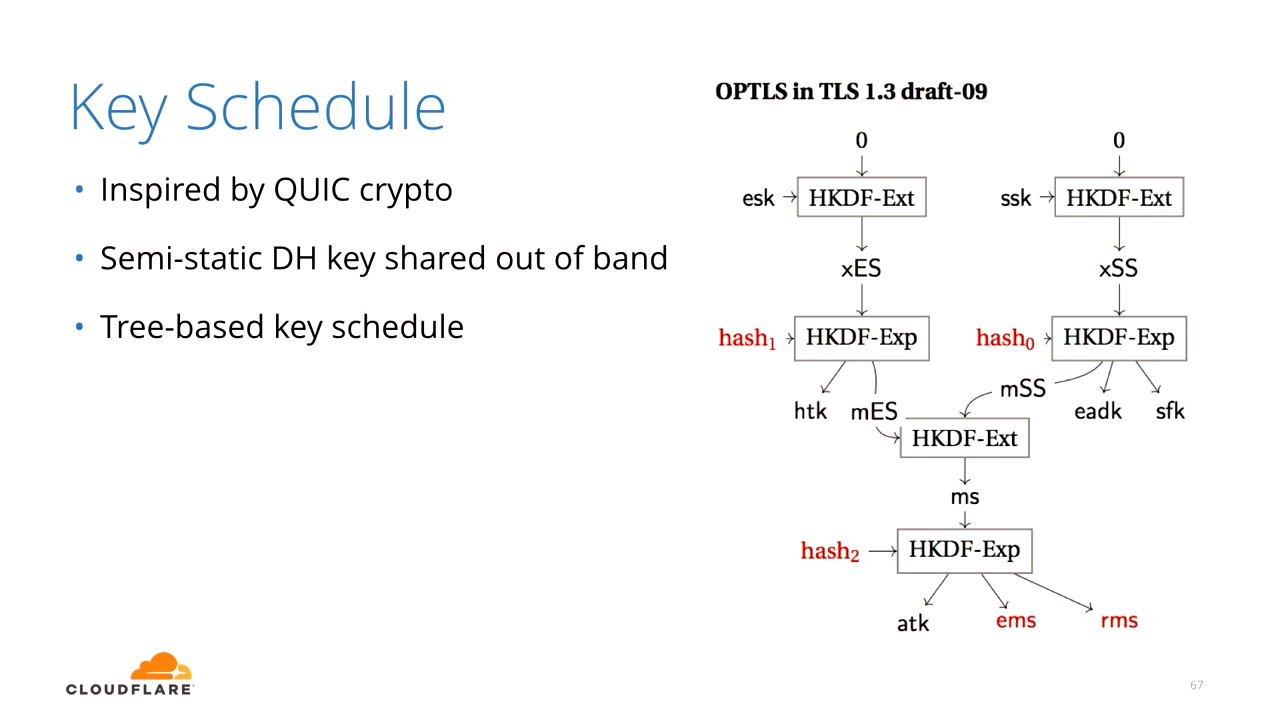 Key Schedule
• Inspired by QUIC crypto
• Semi-static DH key shared out of band
• Tree-based key schedule
OPTLS in TLS 1.3 draft-09
0 0
esk HKDF-Ext ssk HKDF-Ext
xES xSS
hash₁ HKDF-Exp hash₀ HKDF-Exp
mSS
htk mES eadk sfk
HKDF-Ext
ms
hash₂ HKDF-Exp
atk ems rms
CLOUDFLARE
67